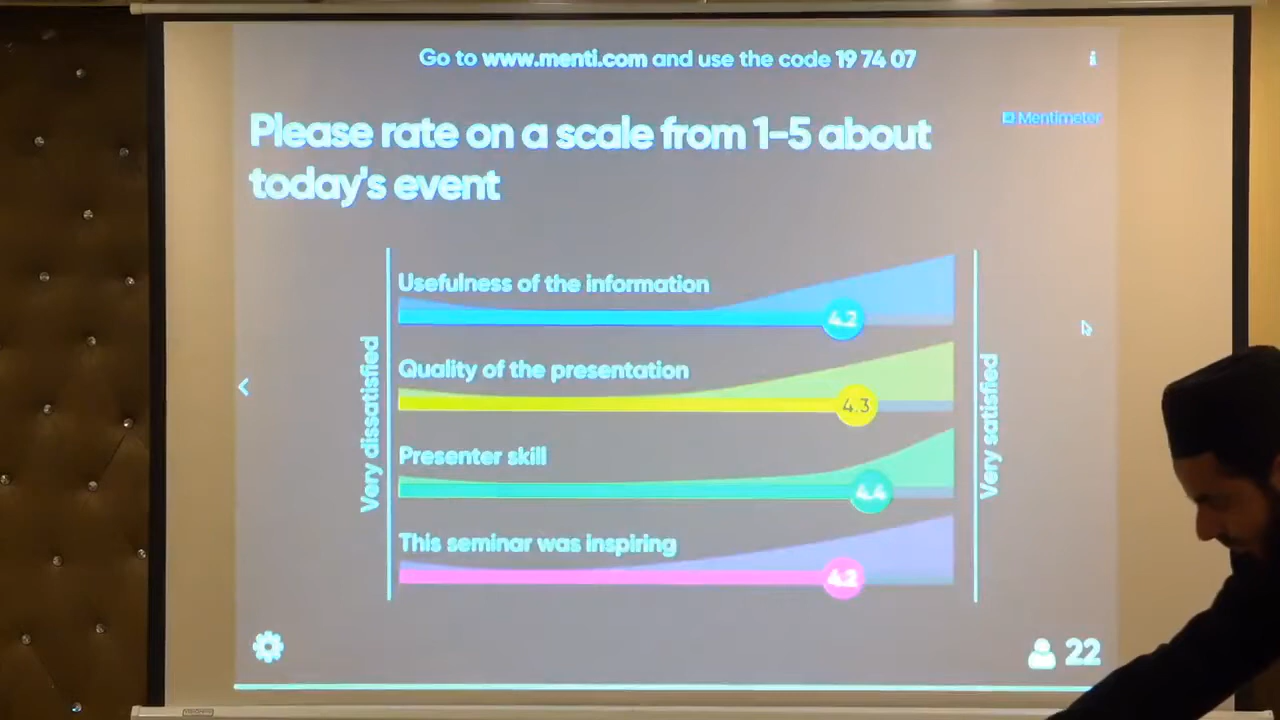 Go to www.menti.com and use the code 19 74 07
i
Mentimeter
Please rate on a scale from 1-5 about
today's event
Very dissatisfied
Usefulness of the information
4.2
Quality of the presentation
4.3
Presenter skill
4.4
This seminar was inspiring
4.2
Very satisfied
22